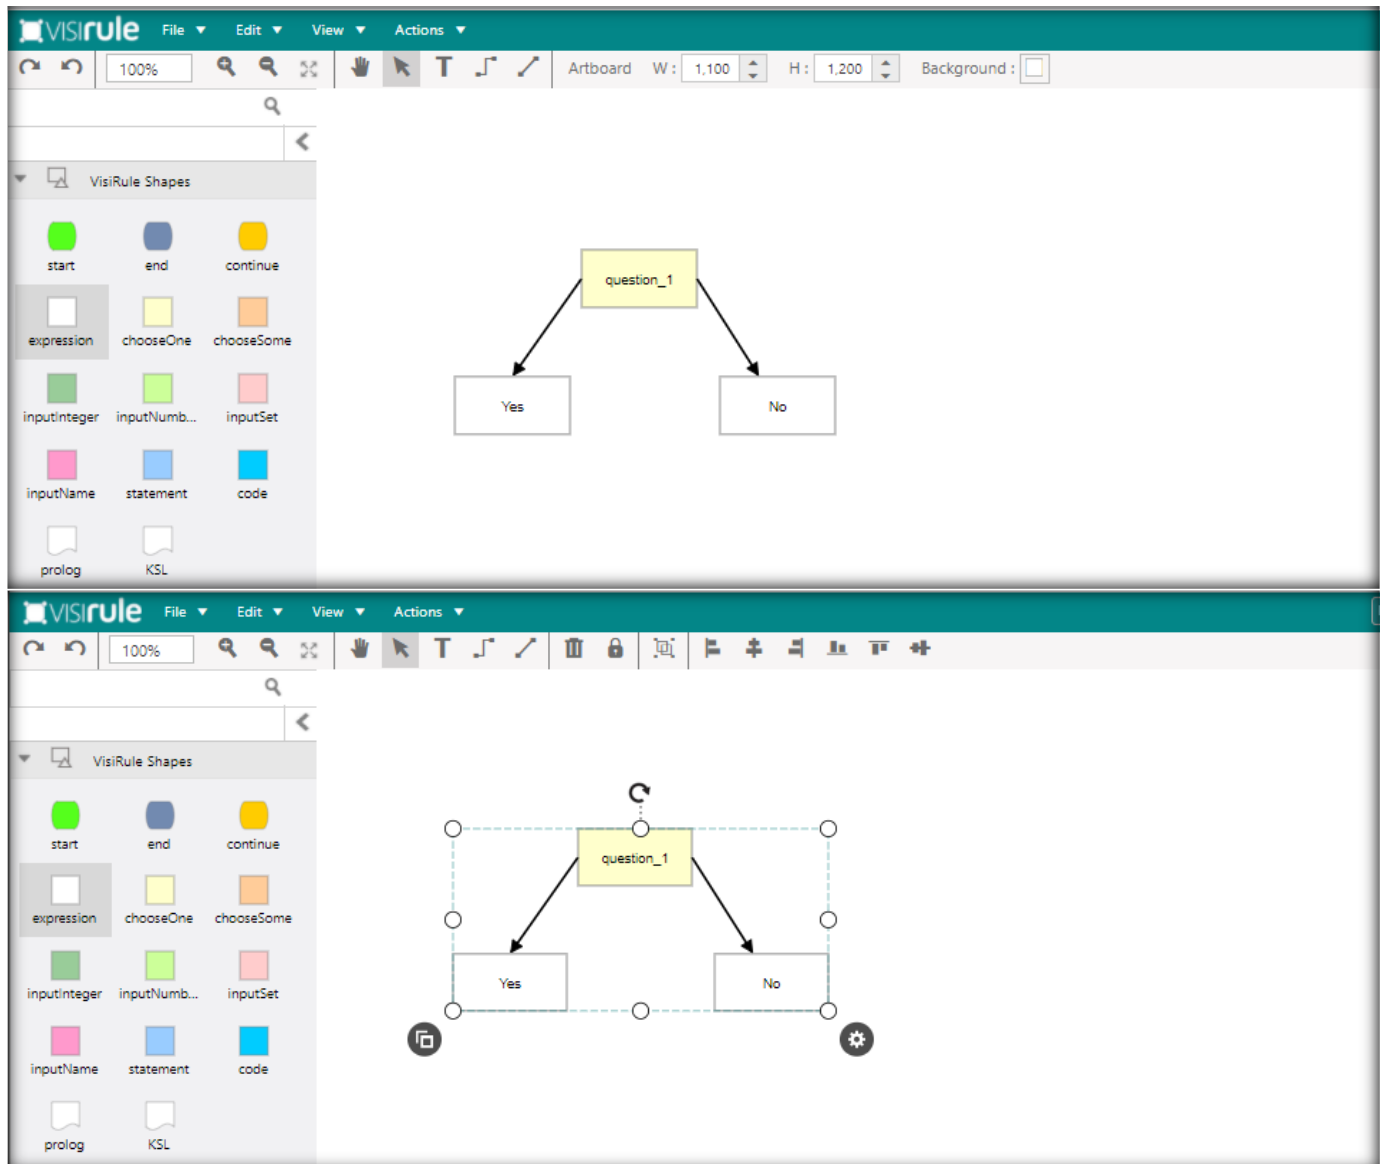 VISIrule File Edit View Actions
100% T Artboard W : 1,100 H : 1,200 Background :
VisiRule Shapes
start end continue
expression chooseOne chooseSome
inputInteger inputNumb... inputSet
inputName statement code
prolog KSL
question_1
Yes No
VISIrule File Edit View Actions
100% T
VisiRule Shapes
start end continue
expression chooseOne chooseSome
inputInteger inputNumb... inputSet
inputName statement code
prolog KSL
question_1
Yes No